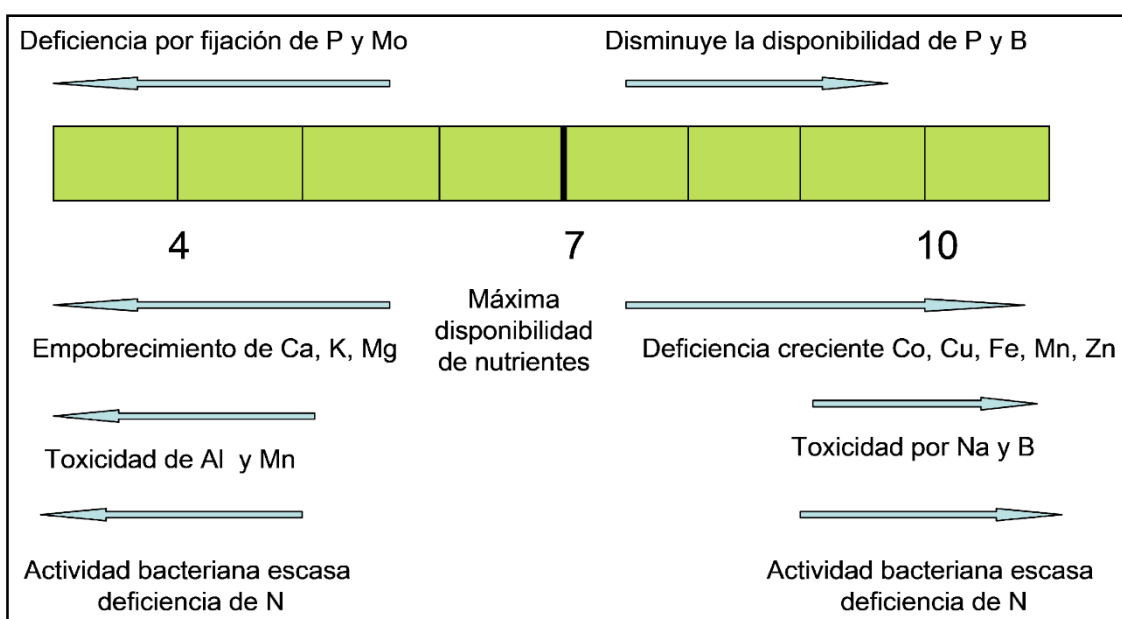 Deficiencia por fijación de P y Mo
Disminuye la disponibilidad de P y B
4
7
10
Empobrecimiento de Ca, K, Mg
Máxima
disponibilidad
de nutrientes
Deficiencia creciente Co, Cu, Fe, Mn, Zn
Toxicidad de Al y Mn
Toxicidad por Na y B
Actividad bacteriana escasa
deficiencia de N
Actividad bacteriana escasa
deficiencia de N